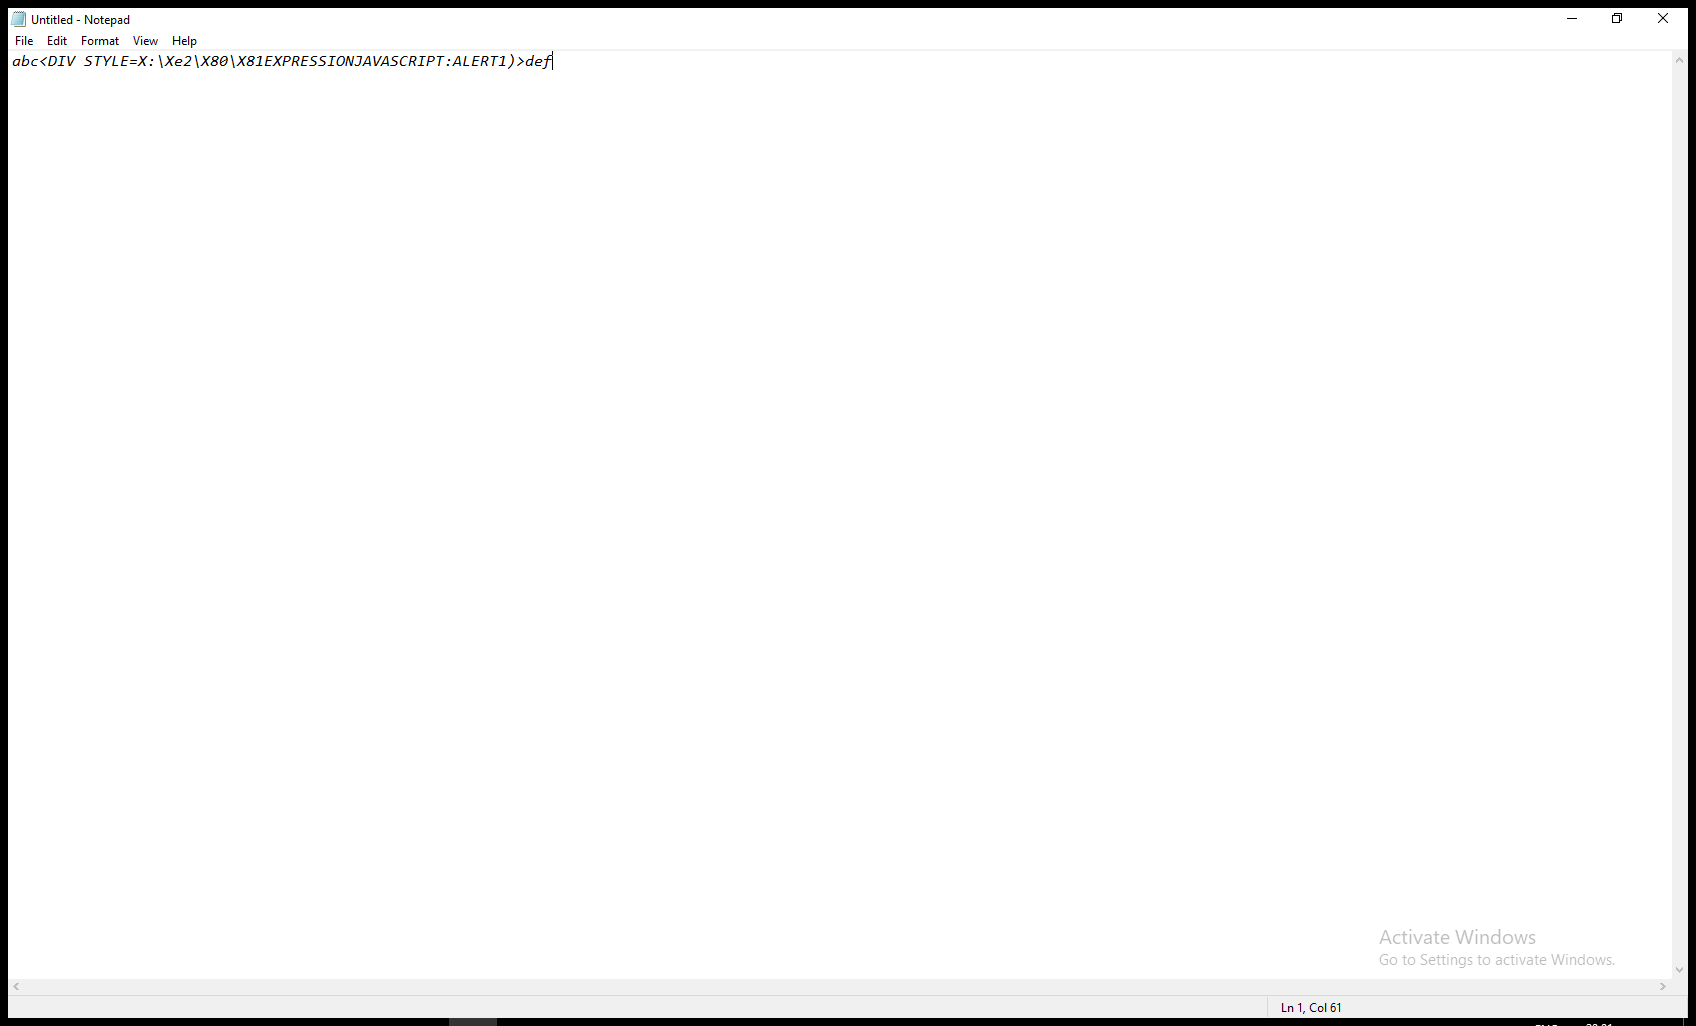 Untitled - Notepad
File Edit Format View Help
abc<DIV STYLE=X:\Xe2\X80\X81EXPRESSIONJAVASCRIPT:ALERT1)>def
Activate Windows
Go to Settings to activate Windows.
Ln 1, Col 61